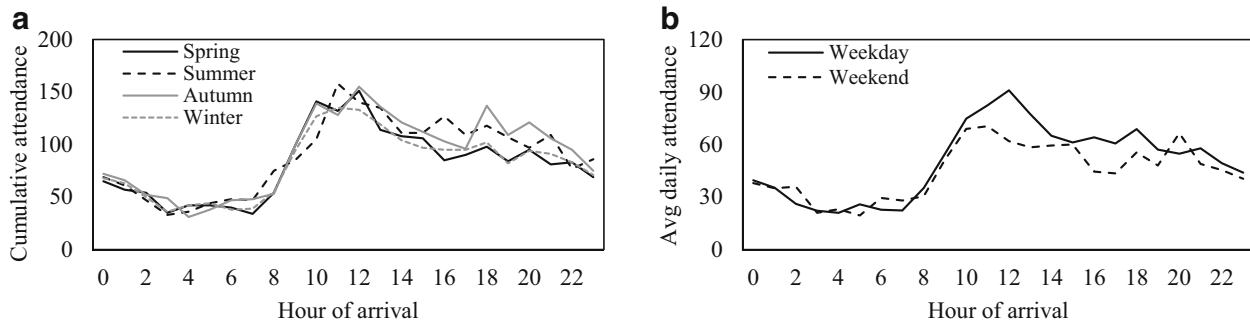 a
200
150
100
50
0
Cumulative attendance
Spring
Summer
Autumn
Winter
0 2 4 6 8 10 12 14 16 18 20 22
Hour of arrival
b
120
90
60
30
0
Avg daily attendance
Weekday
Weekend
0 2 4 6 8 10 12 14 16 18 20 22
Hour of arrival